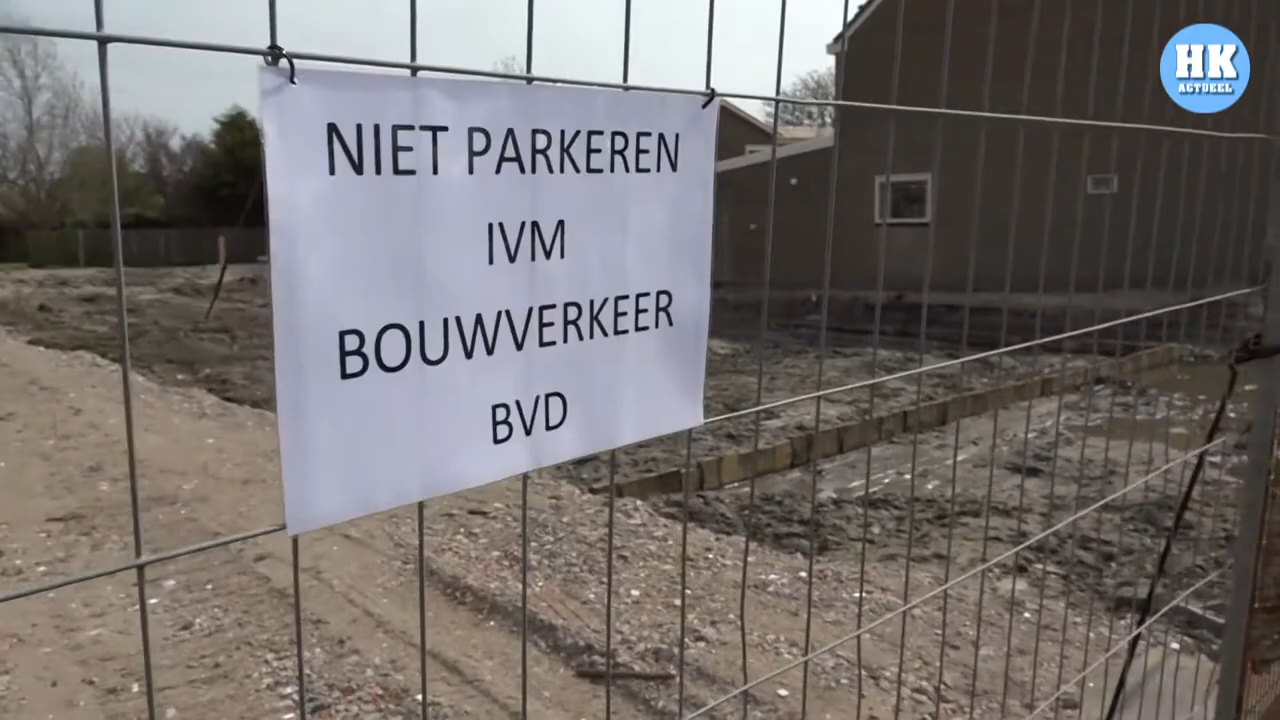 HK
ACTUEEL
NIET PARKEREN
IVM
BOUWVERKEER
BVD